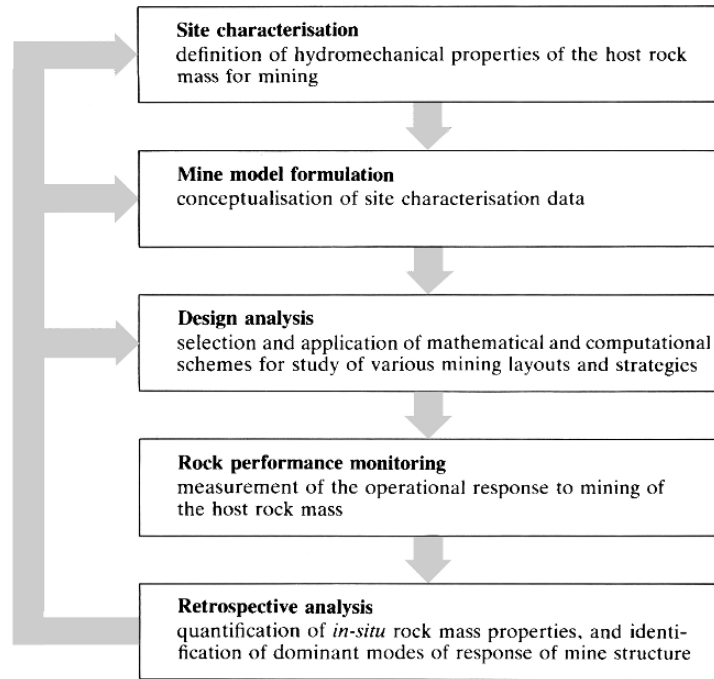 Site characterisation
definition of hydromechanical properties of the host rock
mass for mining
Mine model formulation
conceptualisation of site characterisation data
Design analysis
selection and application of mathematical and computational
schemes for study of various mining layouts and strategies
Rock performance monitoring
measurement of the operational response to mining of
the host rock mass
Retrospective analysis
quantification of in-situ rock mass properties, and identi-
fication of dominant modes of response of mine structure